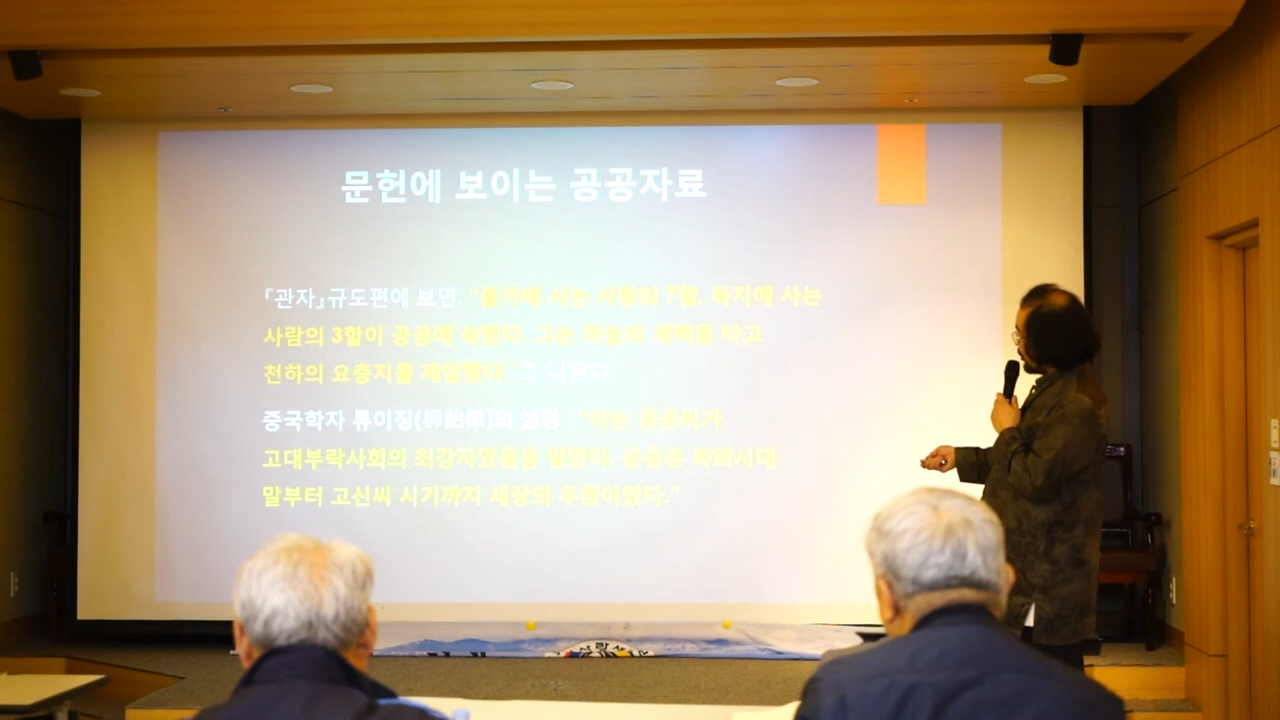 문헌에 보이는 공공자료
『관자』규도편에 보면, "물가에 사는 사람의 7할, 육지에 사는
사람의 3할이 공공에 속했다. 그는 하늘의 새벽을 타고
천하의 요충지를 제압했다."고 나온다.
중국학자 류이징(柳詒徵)의 설명 : "이는 공공씨가
고대부락사회의 최강자였음을 말한다. 공공은 복희시대
말부터 고신씨 시기까지 세상의 우환이었다."